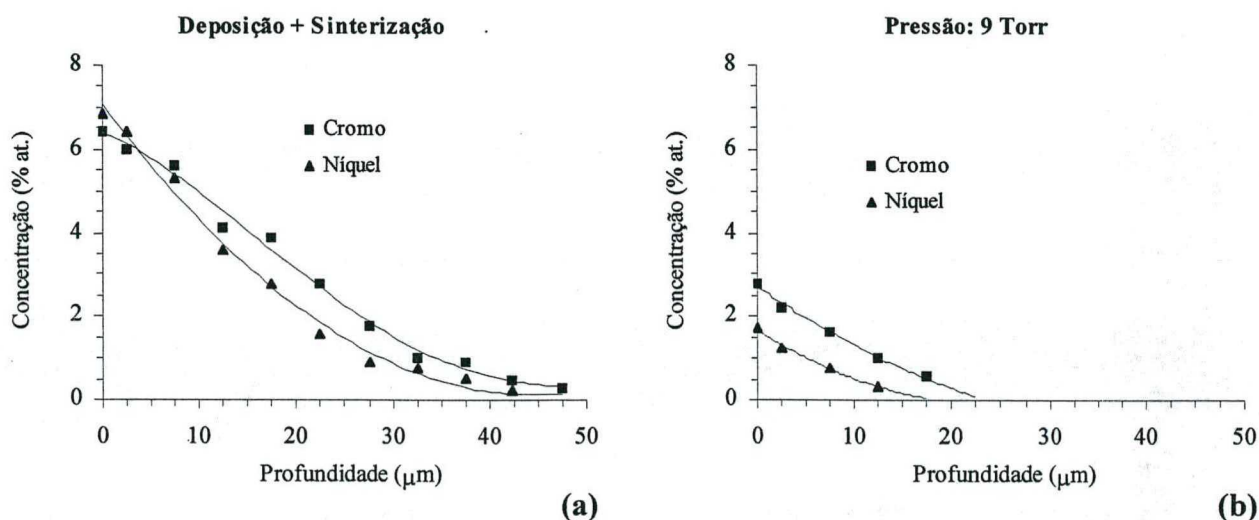 Deposição + Sinterização
8
6
4
2
0
Concentração (% at.)
Cromo
Níquel
0 10 20 30 40 50
Profundidade (µm)
(a)
Pressão: 9 Torr
8
6
4
2
0
Concentração (% at.)
Cromo
Níquel
0 10 20 30 40 50
Profundidade (µm)
(b)